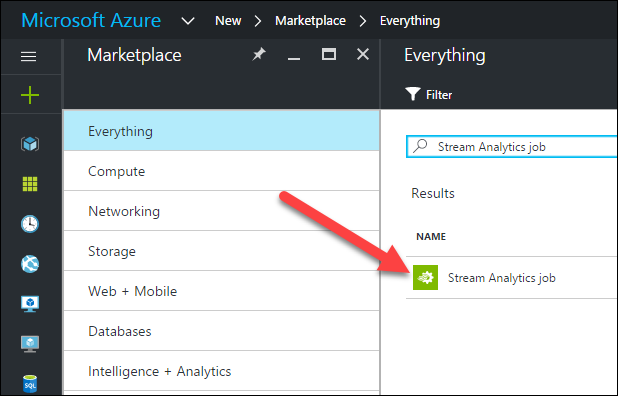 Microsoft Azure New Marketplace Everything
Marketplace
Everything
Compute
Networking
Storage
Web + Mobile
Databases
Intelligence + Analytics
Everything
Filter
Stream Analytics job
Results
NAME
Stream Analytics job
SQL